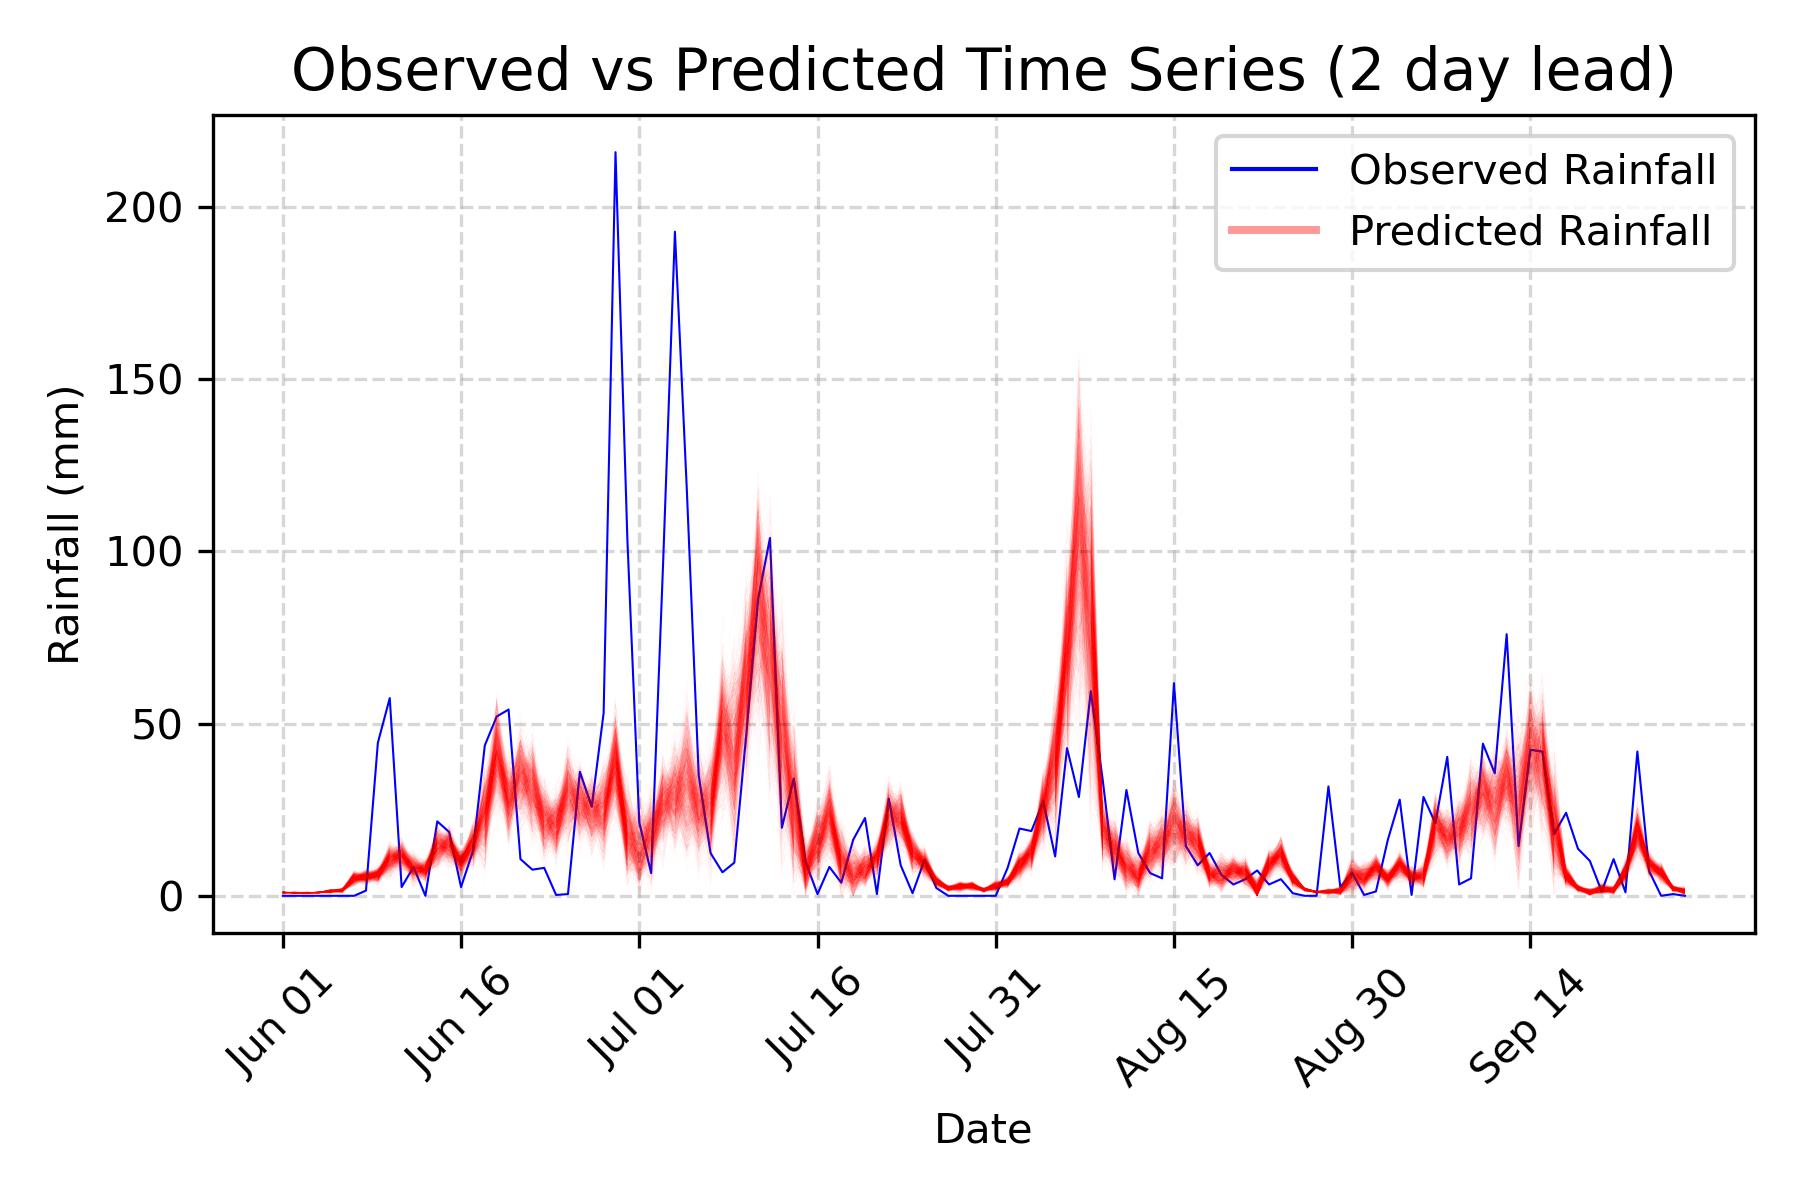 Observed vs Predicted Time Series (2 day lead)
Observed Rainfall
Predicted Rainfall
Rainfall (mm)
200
150
100
50
0
Jun 01
Jun 16
Jul 01
Jul 16
Jul 31
Aug 15
Aug 30
Sep 14
Date